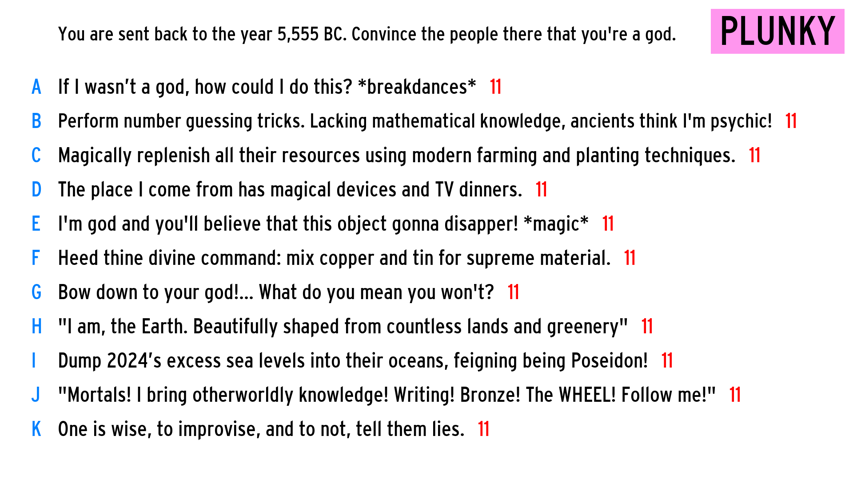 You are sent back to the year 5,555 BC. Convince the people there that you're a god.
PLUNKY
A If I wasn’t a god, how could I do this? *breakdances* 11
B Perform number guessing tricks. Lacking mathematical knowledge, ancients think I'm psychic! 11
C Magically replenish all their resources using modern farming and planting techniques. 11
D The place I come from has magical devices and TV dinners. 11
E I'm god and you'll believe that this object gonna disapper! *magic* 11
F Heed thine divine command: mix copper and tin for supreme material. 11
G Bow down to your god!... What do you mean you won't? 11
H "I am, the Earth. Beautifully shaped from countless lands and greenery" 11
I Dump 2024’s excess sea levels into their oceans, feigning being Poseidon! 11
J "Mortals! I bring otherworldly knowledge! Writing! Bronze! The WHEEL! Follow me!" 11
K One is wise, to improvise, and to not, tell them lies. 11